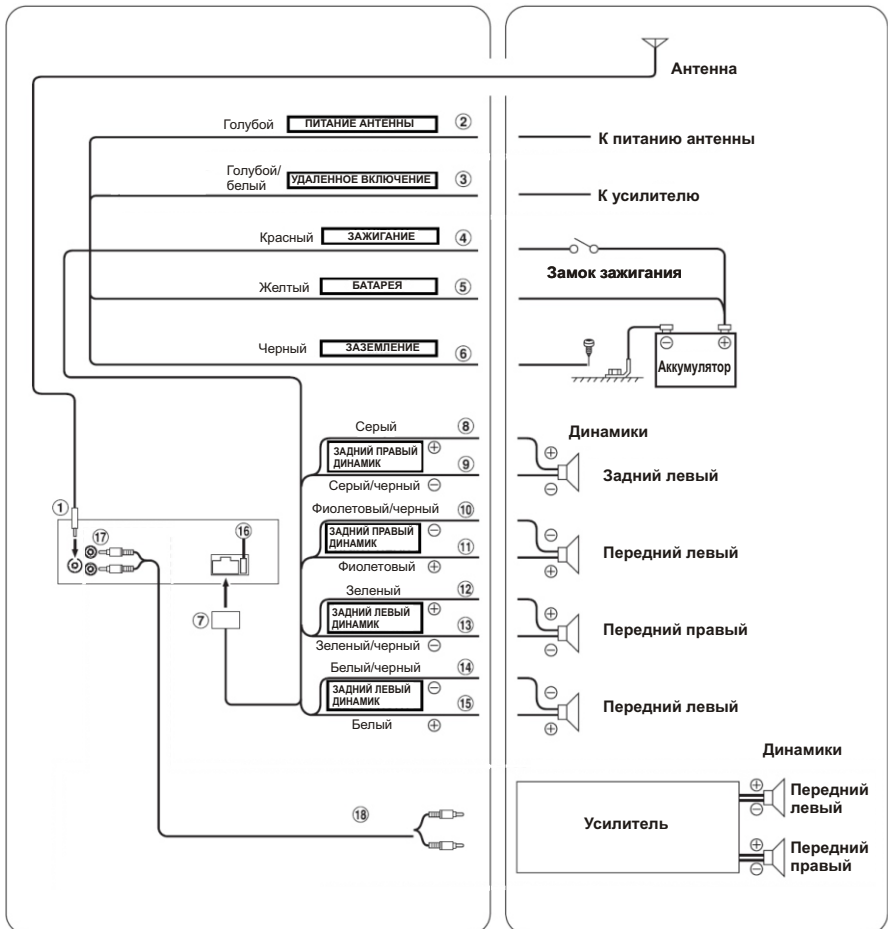 Антенна
Голубой
ПИТАНИЕ АНТЕННЫ
②
К питанию антенны
Голубой/
белый
УДАЛЕННОЕ ВКЛЮЧЕНИЕ
③
К усилителю
Красный
ЗАЖИГАНИЕ
④
Замок зажигания
Желтый
БАТАРЕЯ
⑤
Черный
ЗАЗЕМЛЕНИЕ
⑥
⊖ ⊕
Аккумулятор
Серый
⑧
Динамики
ЗАДНИЙ ПРАВЫЙ
ДИНАМИК
⊕
⑨
Серый/черный ⊖
⊕
⊖
Задний левый
①
⑰
⑯
⑦
Фиолетовый/черный
⑩
ЗАДНИЙ ПРАВЫЙ
ДИНАМИК
⊖
⑪
Фиолетовый ⊕
⊖
⊕
Передний левый
Зеленый
⑫
ЗАДНИЙ ЛЕВЫЙ
ДИНАМИК
⊕
⑬
Зеленый/черный ⊖
⊕
⊖
Передний правый
Белый/черный
⑭
ЗАДНИЙ ЛЕВЫЙ
ДИНАМИК
⊖
⑮
Белый ⊕
⊖
⊕
Передний левый
⑱
Динамики
Усилитель
⊕
⊖
Передний
левый
⊕
⊖
Передний
правый